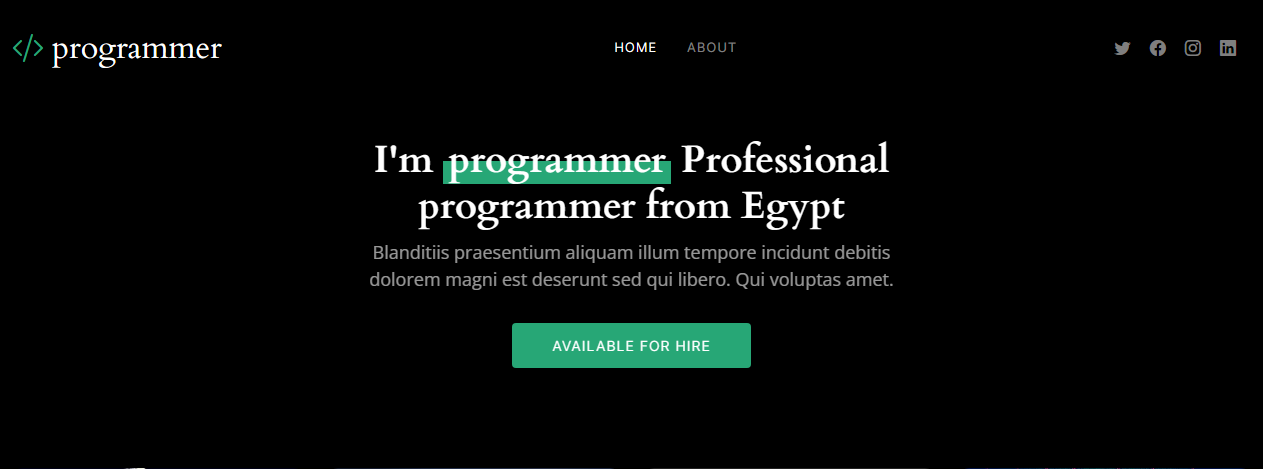 </> programmer
HOME ABOUT
I'm programmer Professional
programmer from Egypt
Blanditiis praesentium aliquam illum tempore incidunt debitis
dolorem magni est deserunt sed qui libero. Qui voluptas amet.
AVAILABLE FOR HIRE